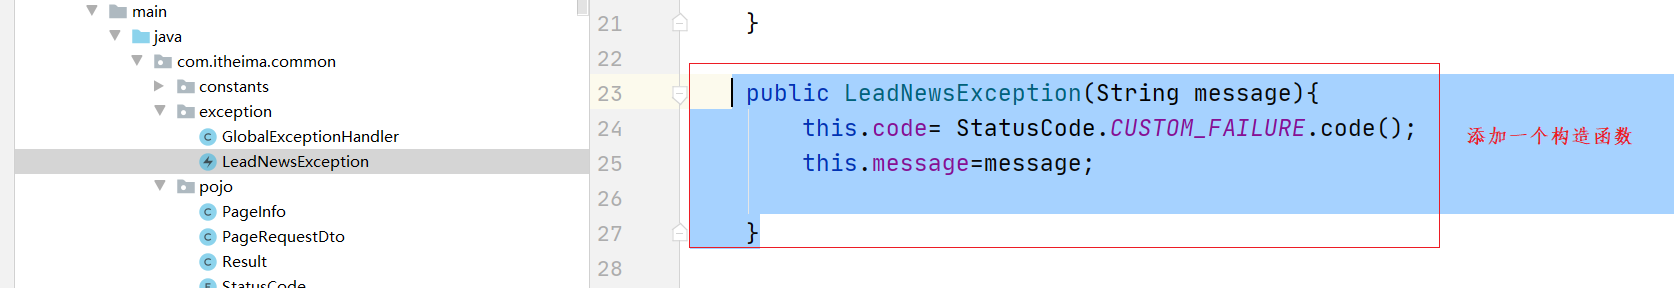 main
java
com.itheima.common
constants
exception
GlobalExceptionHandler
LeadNewsException
pojo
PageInfo
PageRequestDto
Result
StatusCode
21 }
22
23 public LeadNewsException(String message){
24 this.code= StatusCode.CUSTOM_FAILURE.code();
25 this.message=message;
26
27 }
28
添加一个构造函数